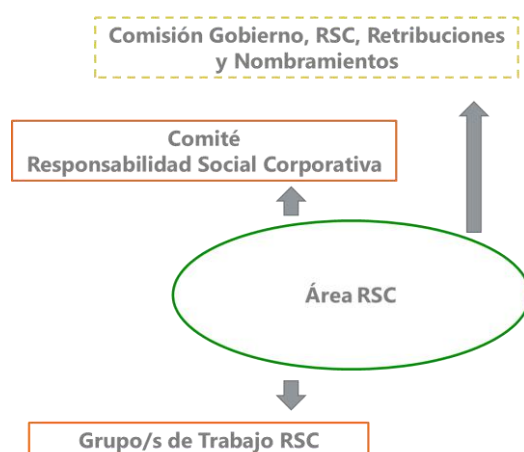 Comisión Gobierno, RSC, Retribuciones
y Nombramientos
Comité
Responsabilidad Social Corporativa
Área RSC
Grupo/s de Trabajo RSC